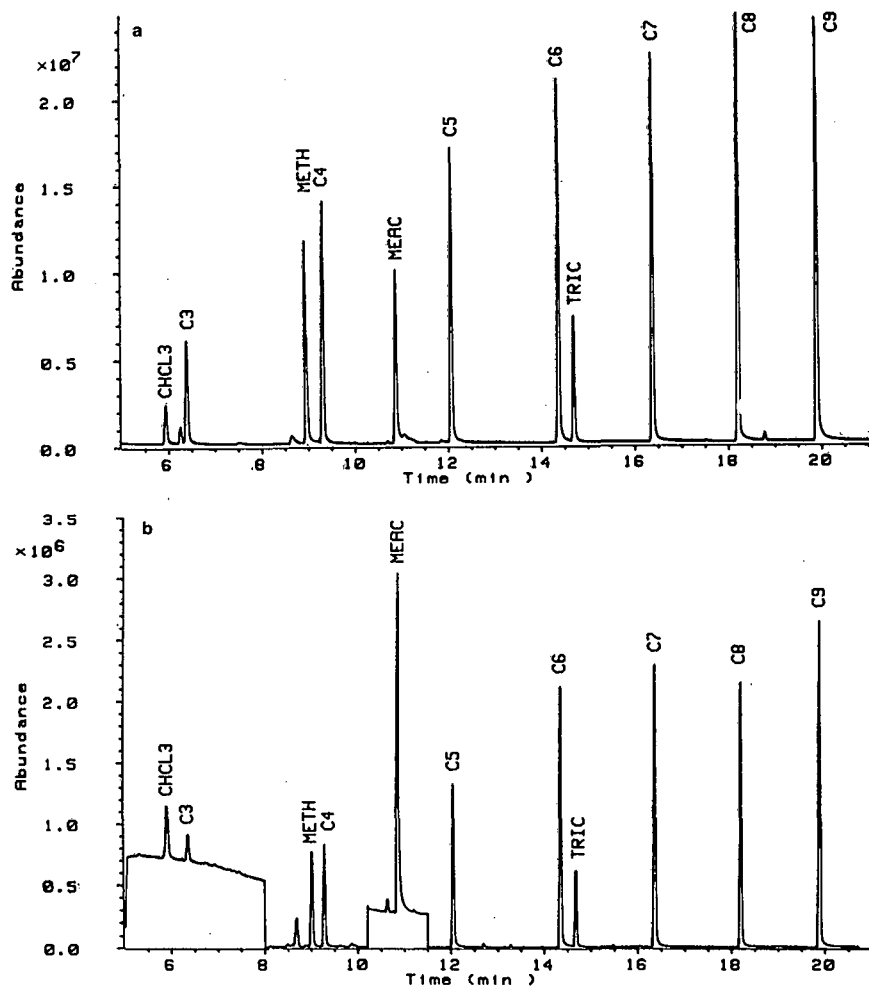 a
×10⁷
2.0
1.5
1.0
0.5
0.0
Abundance
CHCL3
C3
METH
C4
MEAC
C5
C6
TRIC
C7
C8
C9
6 8 10 12 14 16 18 20
Time (min )
b
3.5
×10⁶
3.0
2.5
2.0
1.5
1.0
0.5
0.0
Abundance
CHCL3
C3
METH
C4
MERC
C5
C6
TRIC
C7
C8
C9
6 8 10 12 14 16 18 20
Time (min )